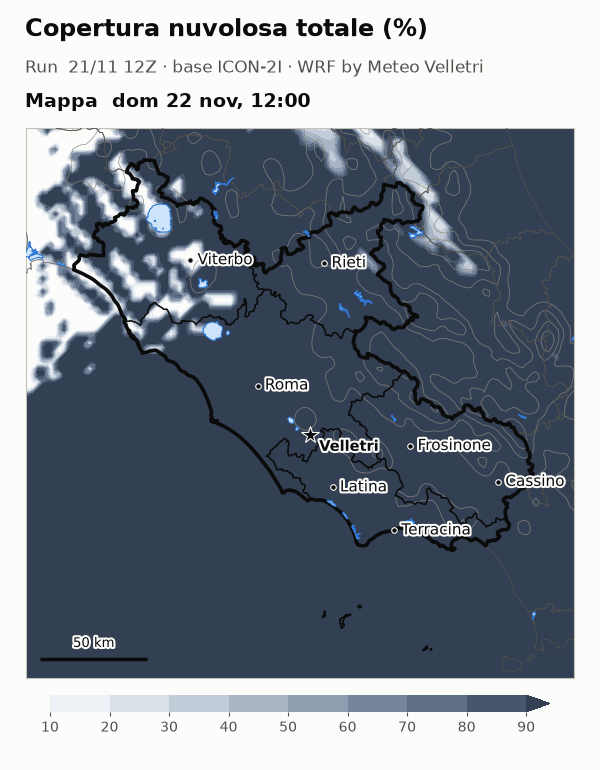 Copertura nuvolosa totale (%)
Run 21/11 12Z · base ICON-2I · WRF by Meteo Velletri
Mappa dom 22 nov, 12:00
Viterbo
Rieti
Roma
Velletri
Frosinone
Latina
Cassino
Terracina
50 km
10 20 30 40 50 60 70 80 90